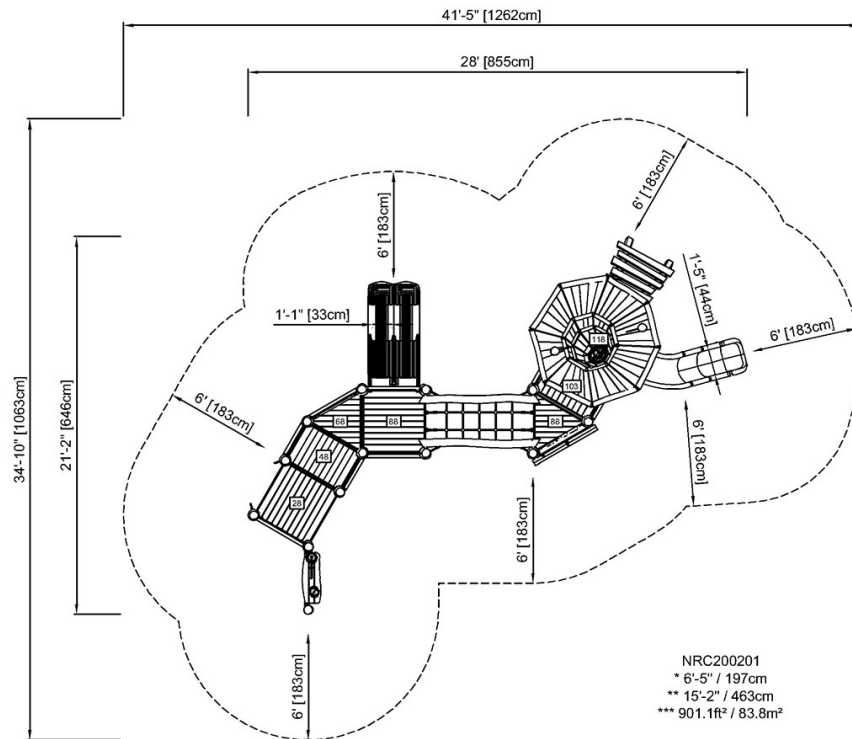 41'-5" [1262cm]
28' [855cm]
34'-10" [1063cm]
21'-2" [646cm]
6' [183cm]
6' [183cm]
1'-1" [33cm]
1'-5" [44cm]
6' [183cm]
118
103
68
88
88
6' [183cm]
6' [183cm]
48
28
6' [183cm]
6' [183cm]
NRC200201
* 6'-5" / 197cm
** 15'-2" / 463cm
*** 901.1ft² / 83.8m²